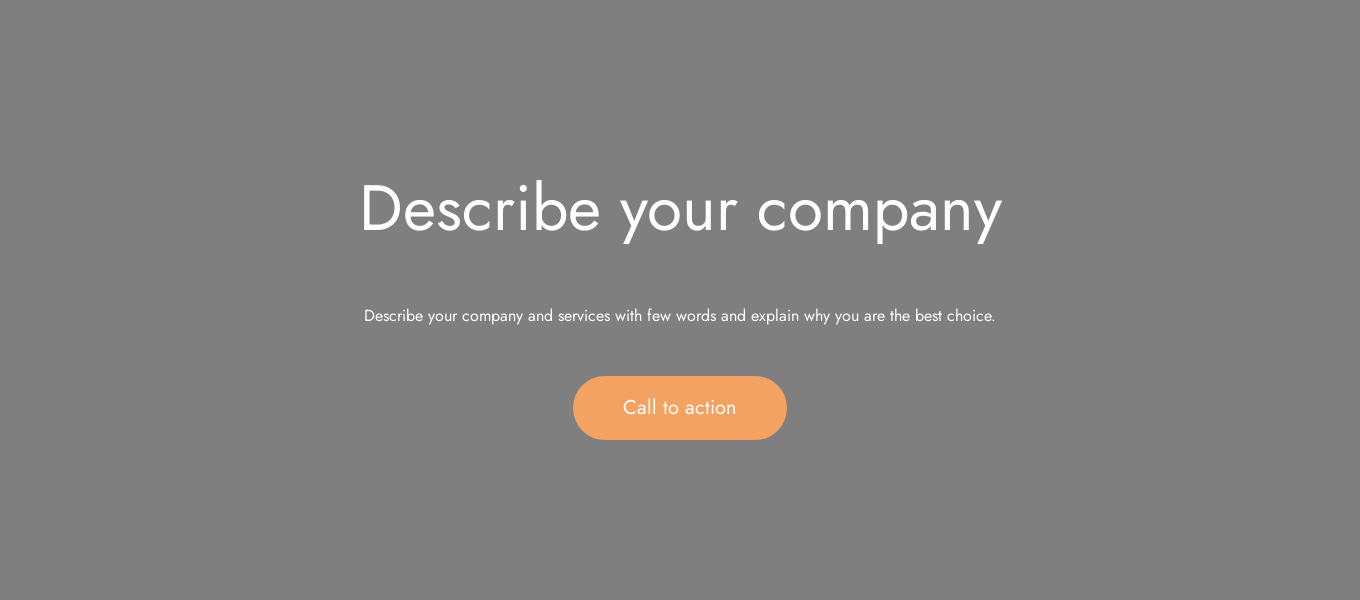 Describe your company
Describe your company and services with few words and explain why you are the best choice.
Call to action